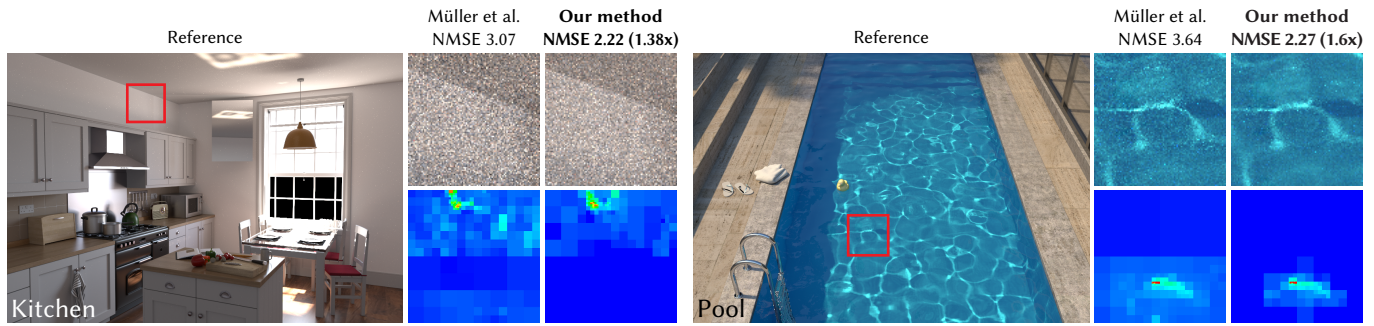 Reference
Müller et al.
NMSE 3.07
Our method
NMSE 2.22 (1.38x)
Kitchen
Reference
Müller et al.
NMSE 3.64
Our method
NMSE 2.27 (1.6x)
Pool